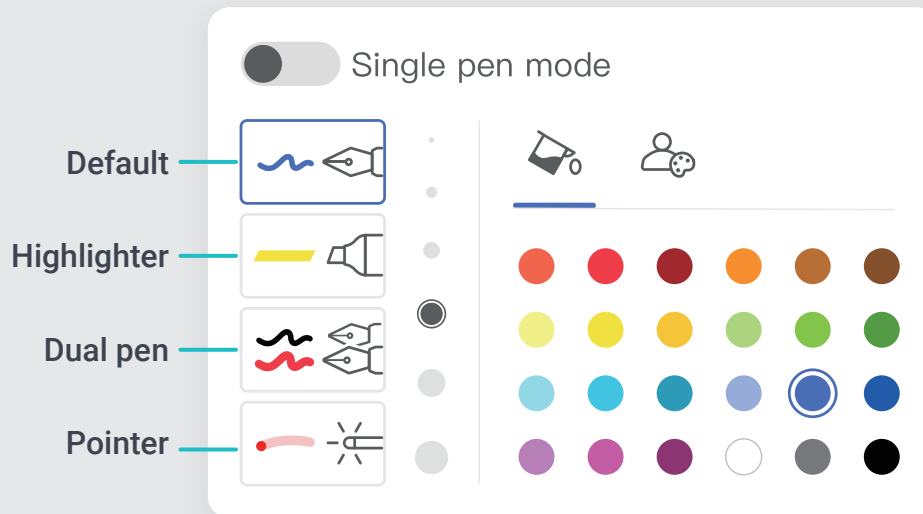 Single pen mode
Default
Highlighter
Dual pen
Pointer